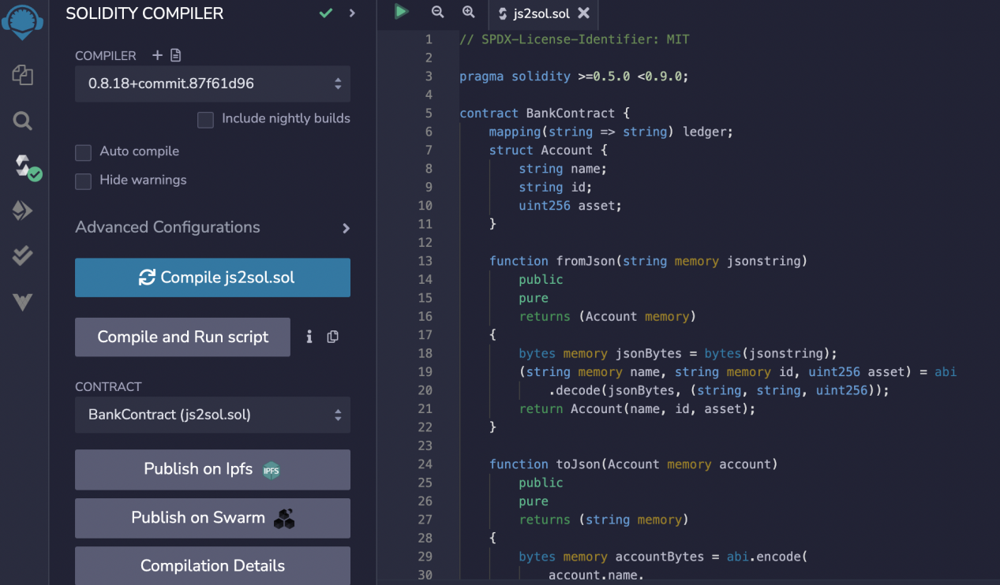 SOLIDITY COMPILER
COMPILER +
0.8.18+commit.87f61d96
Include nightly builds
Auto compile
Hide warnings
Advanced Configurations
Compile js2sol.sol
Compile and Run script i
CONTRACT
BankContract (js2sol.sol)
Publish on Ipfs IPFS
Publish on Swarm
Compilation Details
js2sol.sol
1 // SPDX-License-Identifier: MIT
2
3 pragma solidity >=0.5.0 <0.9.0;
4
5 contract BankContract {
6     mapping(string => string) ledger;
7     struct Account {
8         string name;
9         string id;
10         uint256 asset;
11     }
12
13     function fromJson(string memory jsonstring)
14         public
15         pure
16         returns (Account memory)
17     {
18         bytes memory jsonBytes = bytes(jsonstring);
19         (string memory name, string memory id, uint256 asset) = abi
20             .decode(jsonBytes, (string, string, uint256));
21         return Account(name, id, asset);
22     }
23
24     function toJson(Account memory account)
25         public
26         pure
27         returns (string memory)
28     {
29         bytes memory accountBytes = abi.encode(
30             account.name,